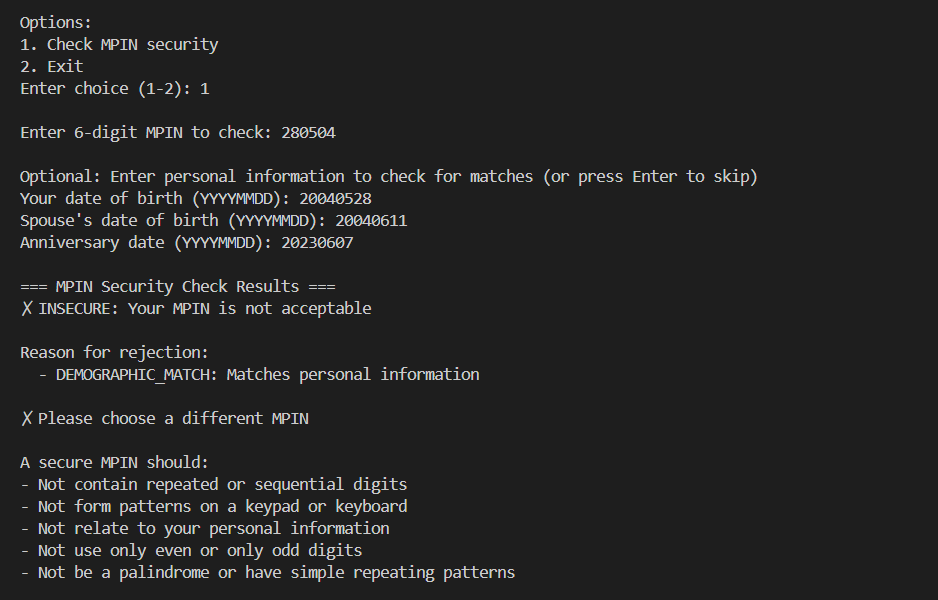 Options:
1. Check MPIN security
2. Exit
Enter choice (1-2): 1
Enter 6-digit MPIN to check: 280504
Optional: Enter personal information to check for matches (or press Enter to skip)
Your date of birth (YYYYMMDD): 20040528
Spouse's date of birth (YYYYMMDD): 20040611
Anniversary date (YYYYMMDD): 20230607
=== MPIN Security Check Results ===
✗ INSECURE: Your MPIN is not acceptable
Reason for rejection:
- DEMOGRAPHIC_MATCH: Matches personal information
✗ Please choose a different MPIN
A secure MPIN should:
- Not contain repeated or sequential digits
- Not form patterns on a keypad or keyboard
- Not relate to your personal information
- Not use only even or only odd digits
- Not be a palindrome or have simple repeating patterns